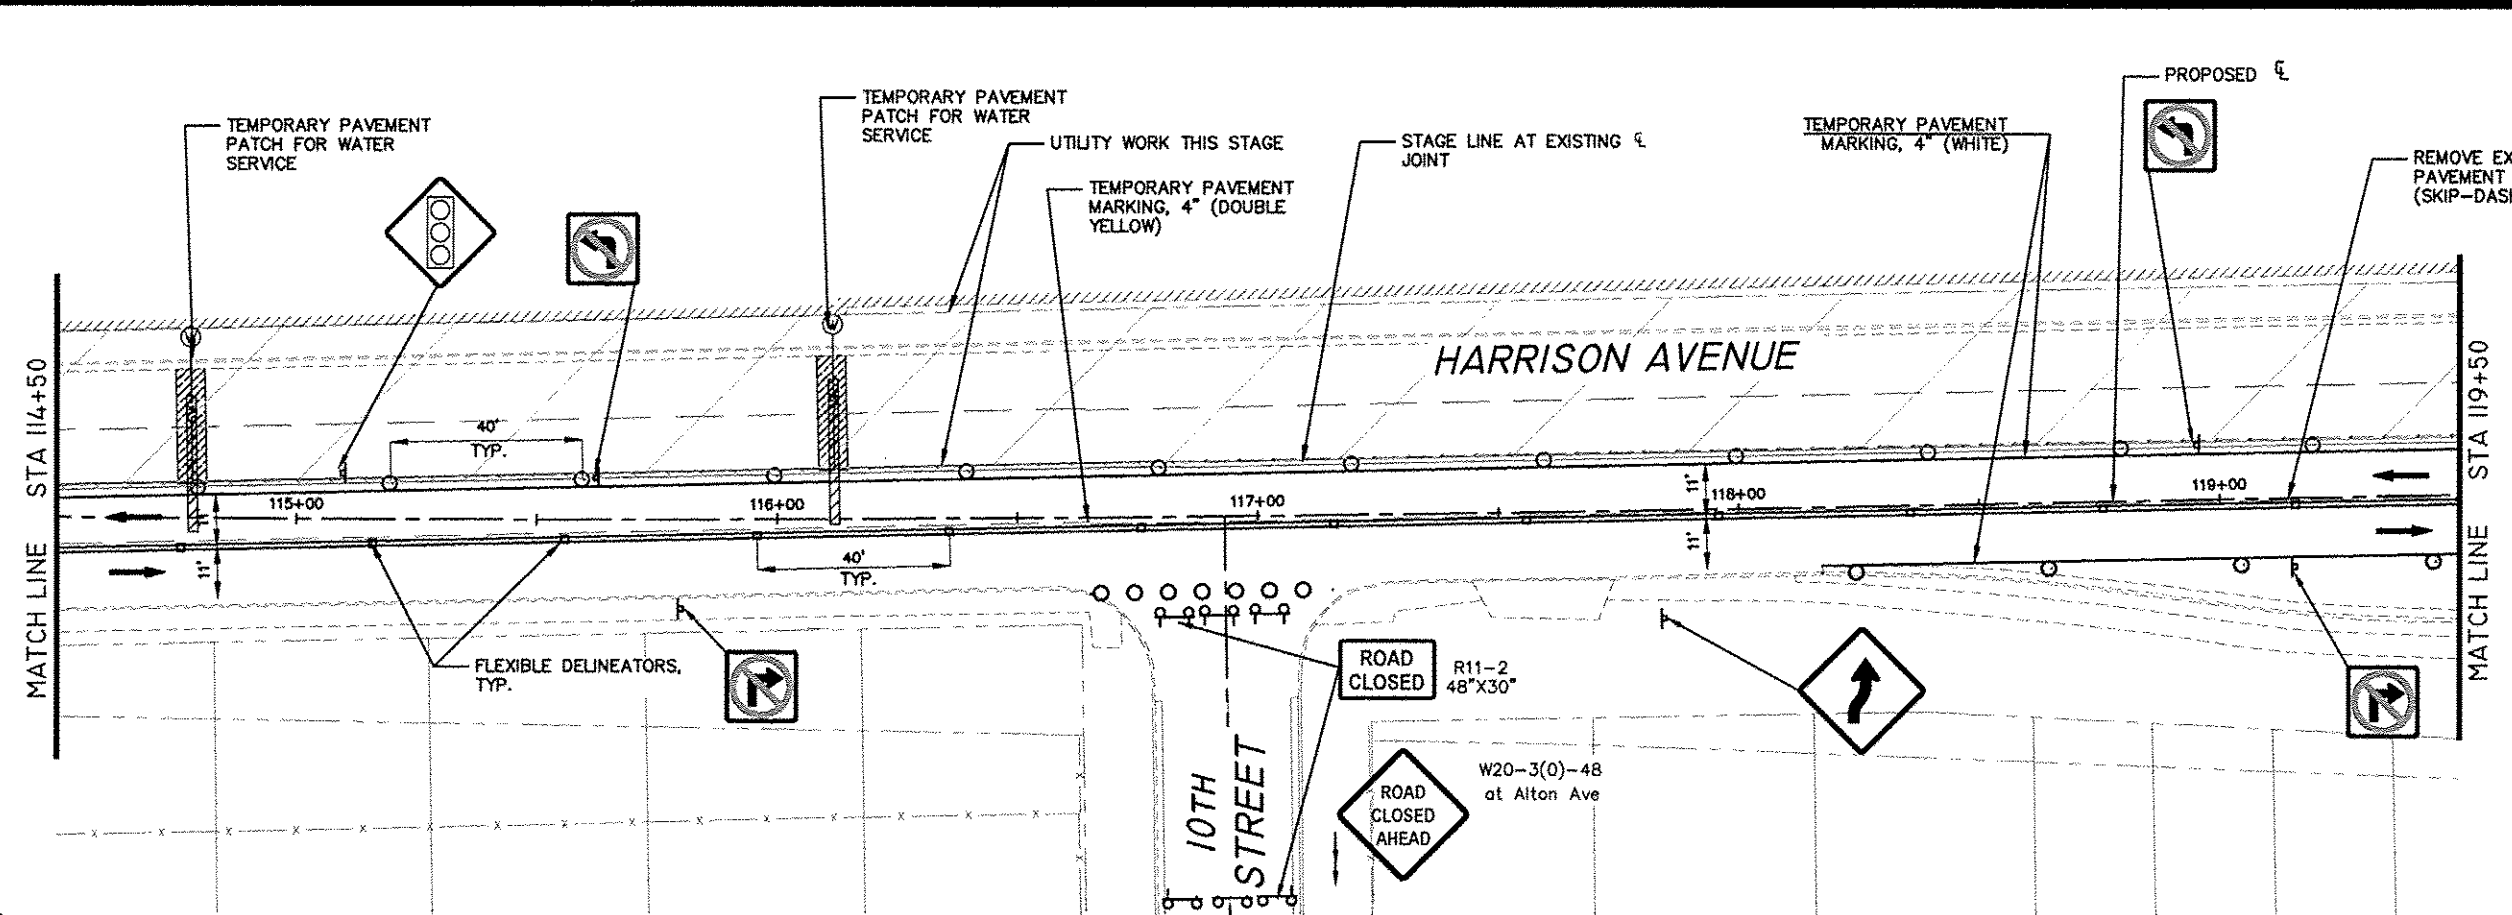 PROPOSED ℄
TEMPORARY PAVEMENT
PATCH FOR WATER
SERVICE
TEMPORARY PAVEMENT
PATCH FOR WATER
SERVICE
UTILITY WORK THIS STAGE
STAGE LINE AT EXISTING ℄
JOINT
TEMPORARY PAVEMENT
MARKING, 4" (WHITE)
REMOVE EX
PAVEMENT
(SKIP-DASH
TEMPORARY PAVEMENT
MARKING, 4" (DOUBLE
YELLOW)
HARRISON AVENUE
MATCH LINE STA 114+50
MATCH LINE STA 119+50
40'
TYP.
115+00
116+00
117+00
118+00
119+00
11'
11'
11'
11'
40'
TYP.
FLEXIBLE DELINEATORS,
TYP.
ROAD
CLOSED
R11-2
48"X30"
10TH
STREET
ROAD
CLOSED
AHEAD
W20-3(O)-48
at Alton Ave
W
X X X X X X X X X X X X X X X
X
X